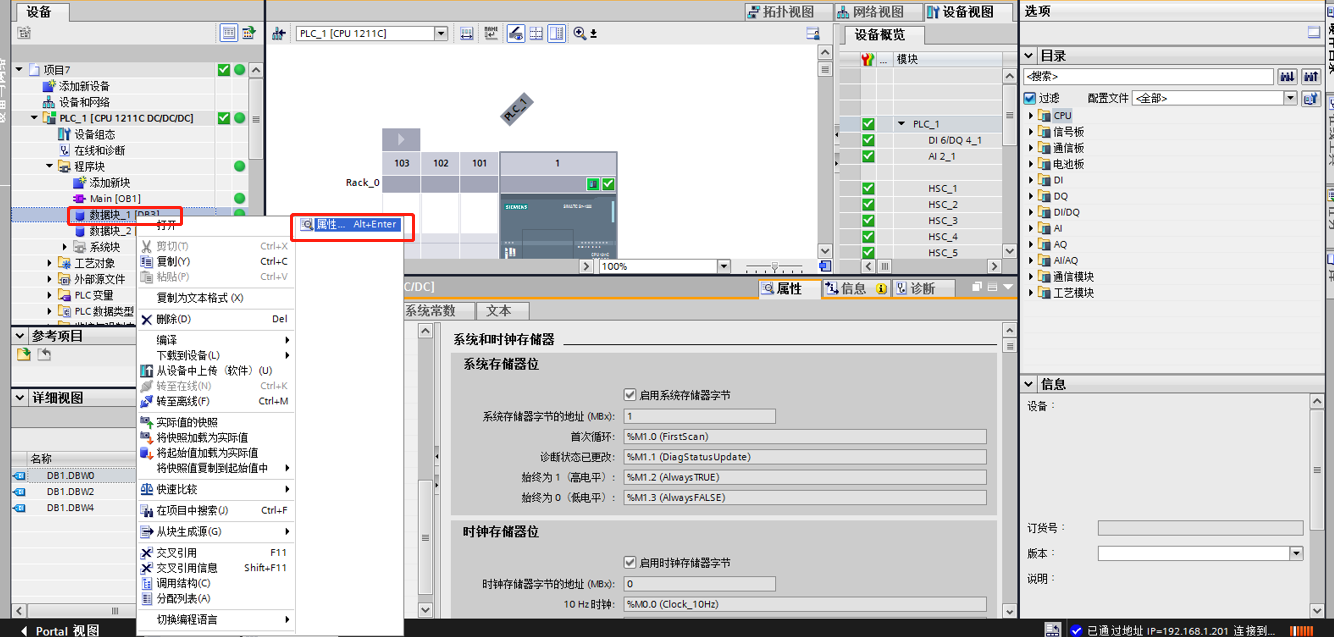 设备
项目7
添加新设备
设备和网络
PLC_1 [CPU 1211C DC/DC/DC]
设备组态
在线和诊断
程序块
添加新块
Main [OB1]
数据块_1 [DB3]
数据块_2
系统块
工艺对象
外部源文件
PLC 变量
PLC 数据类型
参考项目
详细视图
名称
DB1.DBW0
DB1.DBW2
DB1.DBW4
Portal 视图
打开
属性... Alt+Enter
剪切(T) Ctrl+X
复制(Y) Ctrl+C
粘贴(P) Ctrl+V
复制为文本格式 (X)
删除(D) Del
编译
下载到设备(L)
从设备中上传（软件）(U)
转至在线(N) Ctrl+K
转至离线(F) Ctrl+M
实际值的快照
将快照加载为实际值
将起始值加载为实际值
将快照值复制到起始值中
快速比较
在项目中搜索(J) Ctrl+F
从块生成源(G)
交叉引用 F11
交叉引用信息 Shift+F11
调用结构(C)
分配列表(A)
切换编程语言
拓扑视图 网络视图 设备视图
PLC_1 [CPU 1211C]
PLC_1
103 102 101 1
Rack_0
SIEMENS
100%
设备概览
... 模块
PLC_1
DI 6/DQ 4_1
AI 2_1
HSC_1
HSC_2
HSC_3
HSC_4
HSC_5
C/DC]
属性 信息 诊断
系统常数 文本
系统和时钟存储器
系统存储器位
启用系统存储器字节
系统存储器字节的地址 (MBx): 1
首次循环: %M1.0 (FirstScan)
诊断状态已更改: %M1.1 (DiagStatusUpdate)
始终为 1（高电平）: %M1.2 (AlwaysTRUE)
始终为 0（低电平）: %M1.3 (AlwaysFALSE)
时钟存储器位
启用时钟存储器字节
时钟存储器字节的地址 (MBx): 0
10 Hz 时钟: %M0.0 (Clock_10Hz)
选项
目录
<搜索>
过滤 配置文件 <全部>
CPU
信号板
通信板
电池板
DI
DQ
DI/DQ
AI
AQ
AI/AQ
通信模块
工艺模块
信息
设备：
订货号：
版本：
说明：
已通过地址 IP=192.168.1.201 连接到...